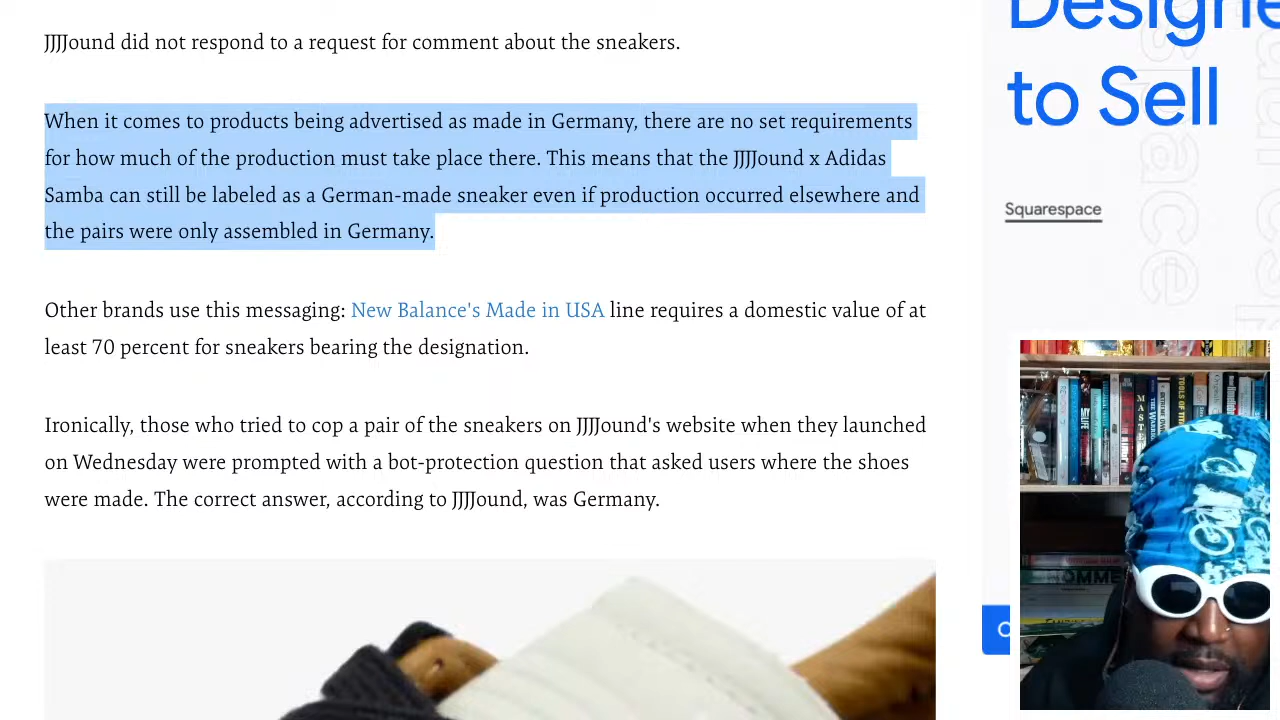 JJJJound did not respond to a request for comment about the sneakers.
When it comes to products being advertised as made in Germany, there are no set requirements
for how much of the production must take place there. This means that the JJJJound x Adidas
Samba can still be labeled as a German-made sneaker even if production occurred elsewhere and
the pairs were only assembled in Germany.
Other brands use this messaging: New Balance's Made in USA line requires a domestic value of at
least 70 percent for sneakers bearing the designation.
Ironically, those who tried to cop a pair of the sneakers on JJJJound's website when they launched
on Wednesday were prompted with a bot-protection question that asked users where the shoes
were made. The correct answer, according to JJJJound, was Germany.
to Sell
Squarespace